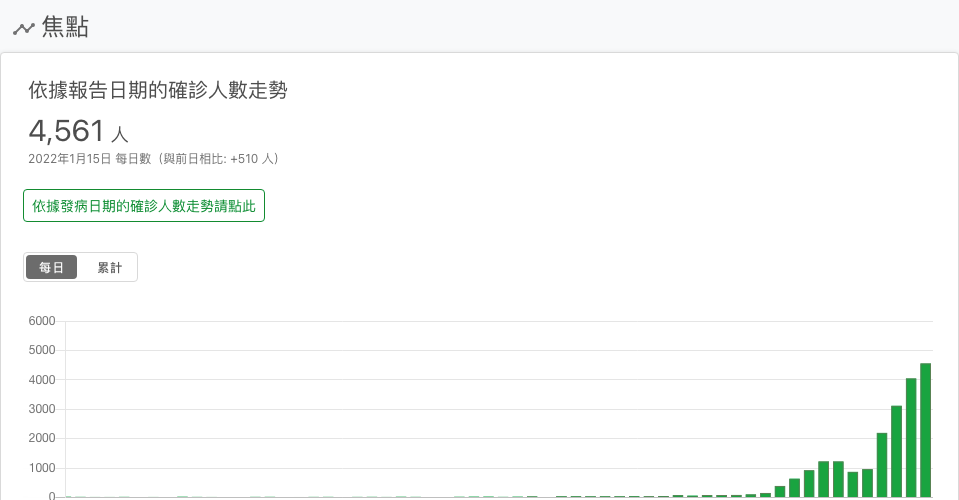 焦點
依據報告日期的確診人數走勢
4,561 人
2022年1月15日 每日數（與前日相比: +510 人）
依據發病日期的確診人數走勢請點此
每日 累計
6000
5000
4000
3000
2000
1000
0